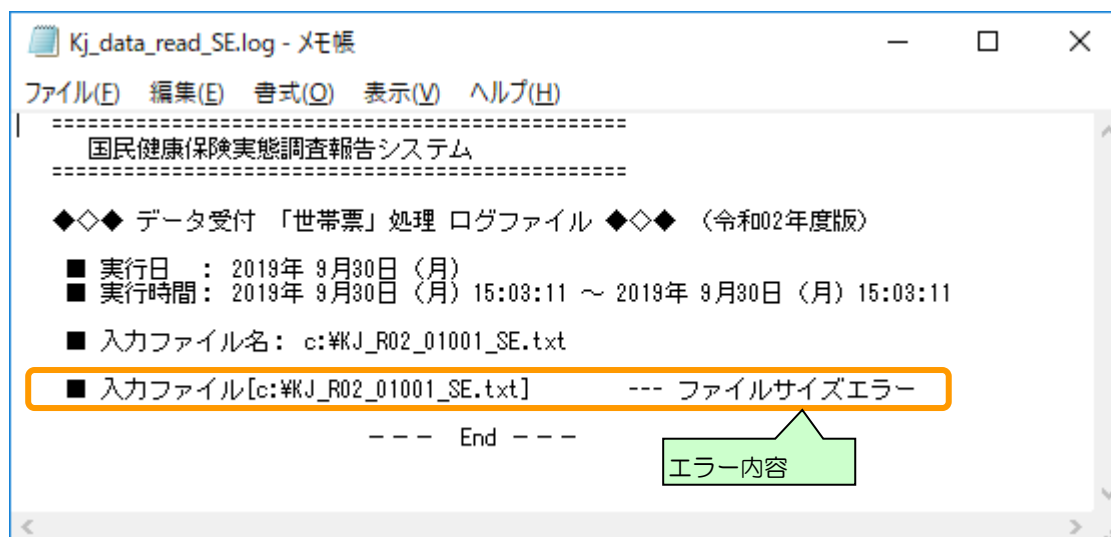 Kj_data_read_SE.log - メモ帳
ファイル(F) 編集(E) 書式(O) 表示(V) ヘルプ(H)
================================================
国民健康保険実態調査報告システム
================================================
◆◇◆ データ受付 「世帯票」処理 ログファイル ◆◇◆ （令和02年度版）
■ 実行日 : 2019年 9月30日（月）
■ 実行時間： 2019年 9月30日（月）15:03:11 ～ 2019年 9月30日（月）15:03:11
■ 入力ファイル名： c:¥KJ_R02_01001_SE.txt
■ 入力ファイル[c:¥KJ_R02_01001_SE.txt] --- ファイルサイズエラー
－－－ End －－－
エラー内容